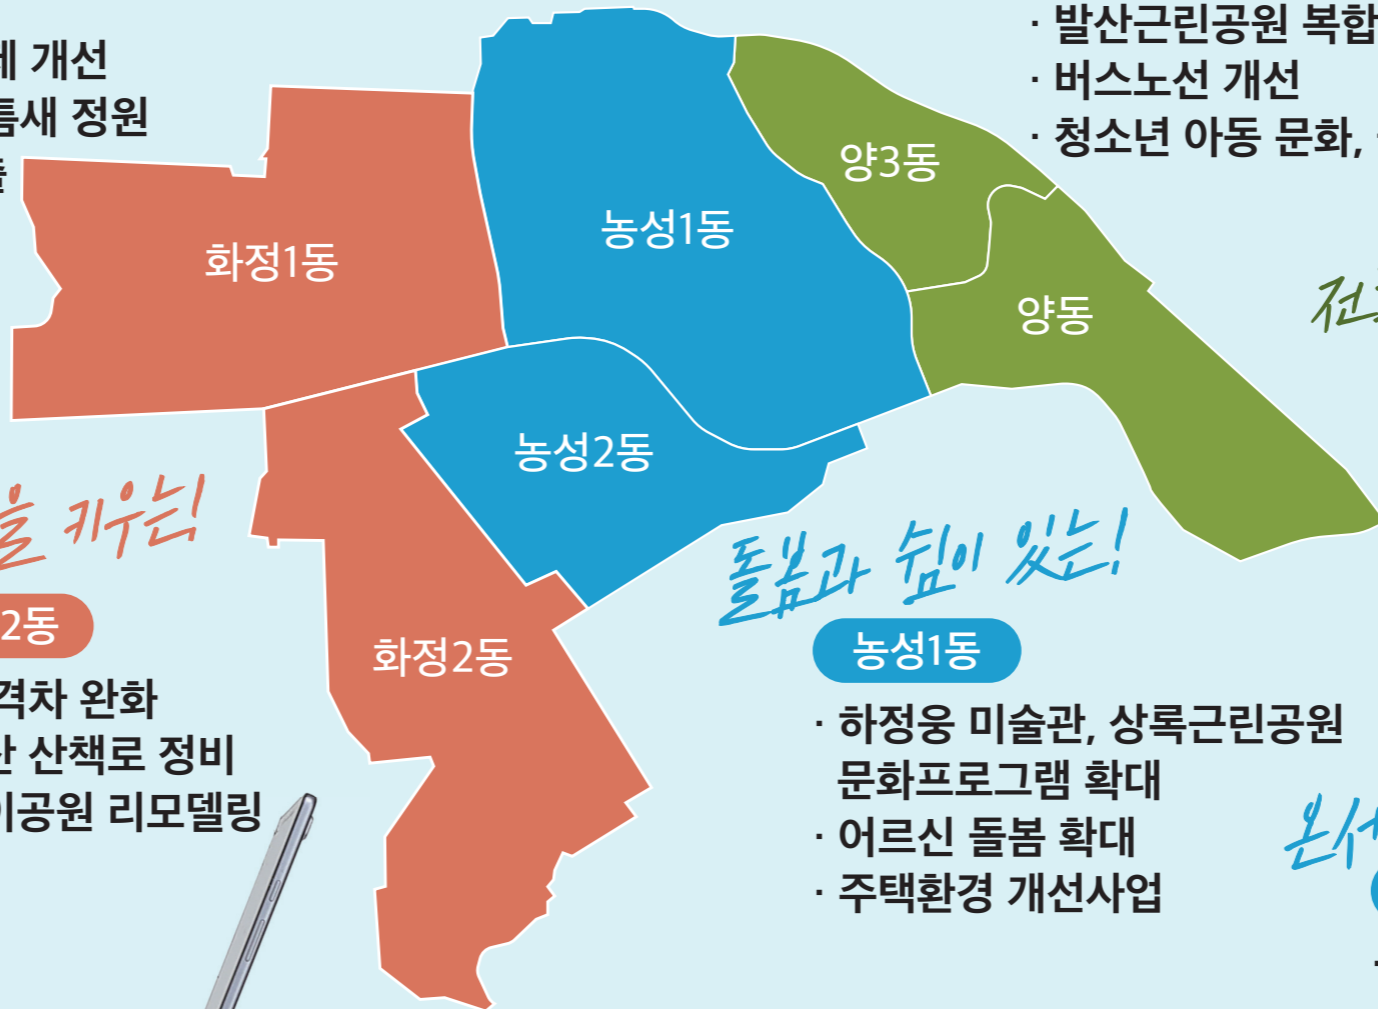 개선
틈새 정원
· 발산근린공원 복합
· 버스노선 개선
· 청소년 아동 문화,
양3동
농성1동
화정1동
양동
농성2동
화정2동
키우는!
2동
격차 완화
산책로 정비
이공원 리모델링
돌봄과 쉼이 있는!
농성1동
· 하정웅 미술관, 상록근린공원
문화프로그램 확대
· 어르신 돌봄 확대
· 주택환경 개선사업